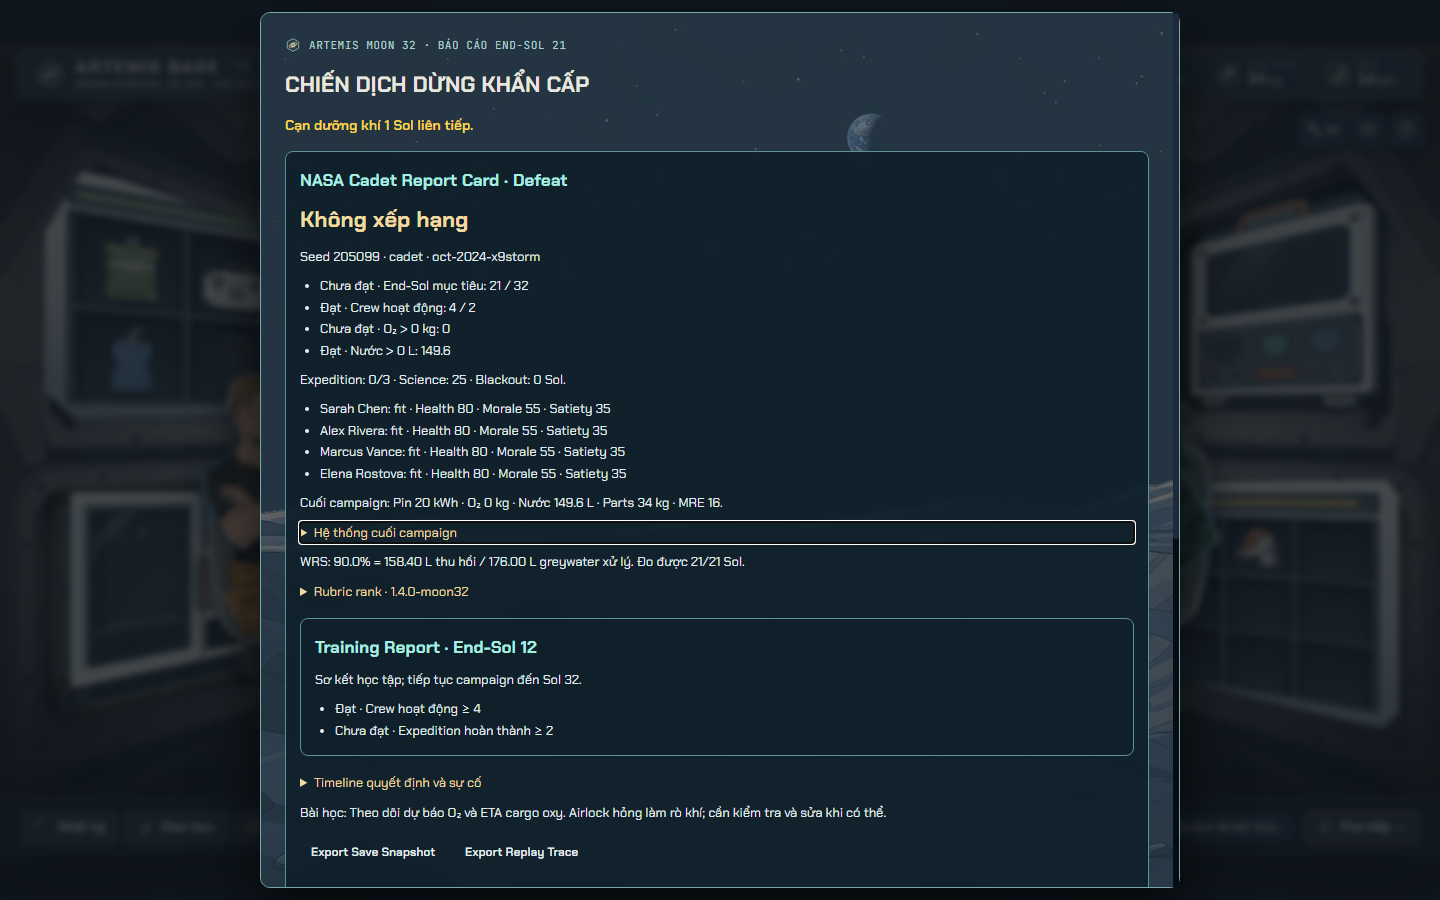 ARTEMIS MOON 32 · BÁO CÁO END-SOL 21
CHIẾN DỊCH DỪNG KHẨN CẤP
Cạn dưỡng khí 1 Sol liên tiếp.
NASA Cadet Report Card · Defeat
Không xếp hạng
Seed 205099 · cadet · oct-2024-x9storm
• Chưa đạt · End-Sol mục tiêu: 21 / 32
• Đạt · Crew hoạt động: 4 / 2
• Chưa đạt · O₂ > 0 kg: 0
• Đạt · Nước > 0 L: 149.6
Expedition: 0/3 · Science: 25 · Blackout: 0 Sol.
• Sarah Chen: fit · Health 80 · Morale 55 · Satiety 35
• Alex Rivera: fit · Health 80 · Morale 55 · Satiety 35
• Marcus Vance: fit · Health 80 · Morale 55 · Satiety 35
• Elena Rostova: fit · Health 80 · Morale 55 · Satiety 35
Cuối campaign: Pin 20 kWh · O₂ 0 kg · Nước 149.6 L · Parts 34 kg · MRE 16.
▶ Hệ thống cuối campaign
WRS: 90.0% = 158.40 L thu hồi / 176.00 L greywater xử lý. Đo được 21/21 Sol.
▶ Rubric rank · 1.4.0-moon32
Training Report · End-Sol 12
Sơ kết học tập; tiếp tục campaign đến Sol 32.
• Đạt · Crew hoạt động ≥ 4
• Chưa đạt · Expedition hoàn thành ≥ 2
▶ Timeline quyết định và sự cố
Bài học: Theo dõi dự báo O₂ và ETA cargo oxy. Airlock hỏng làm rò khí; cần kiểm tra và sửa khi có thể.
Export Save Snapshot Export Replay Trace
ARTEMIS BASE